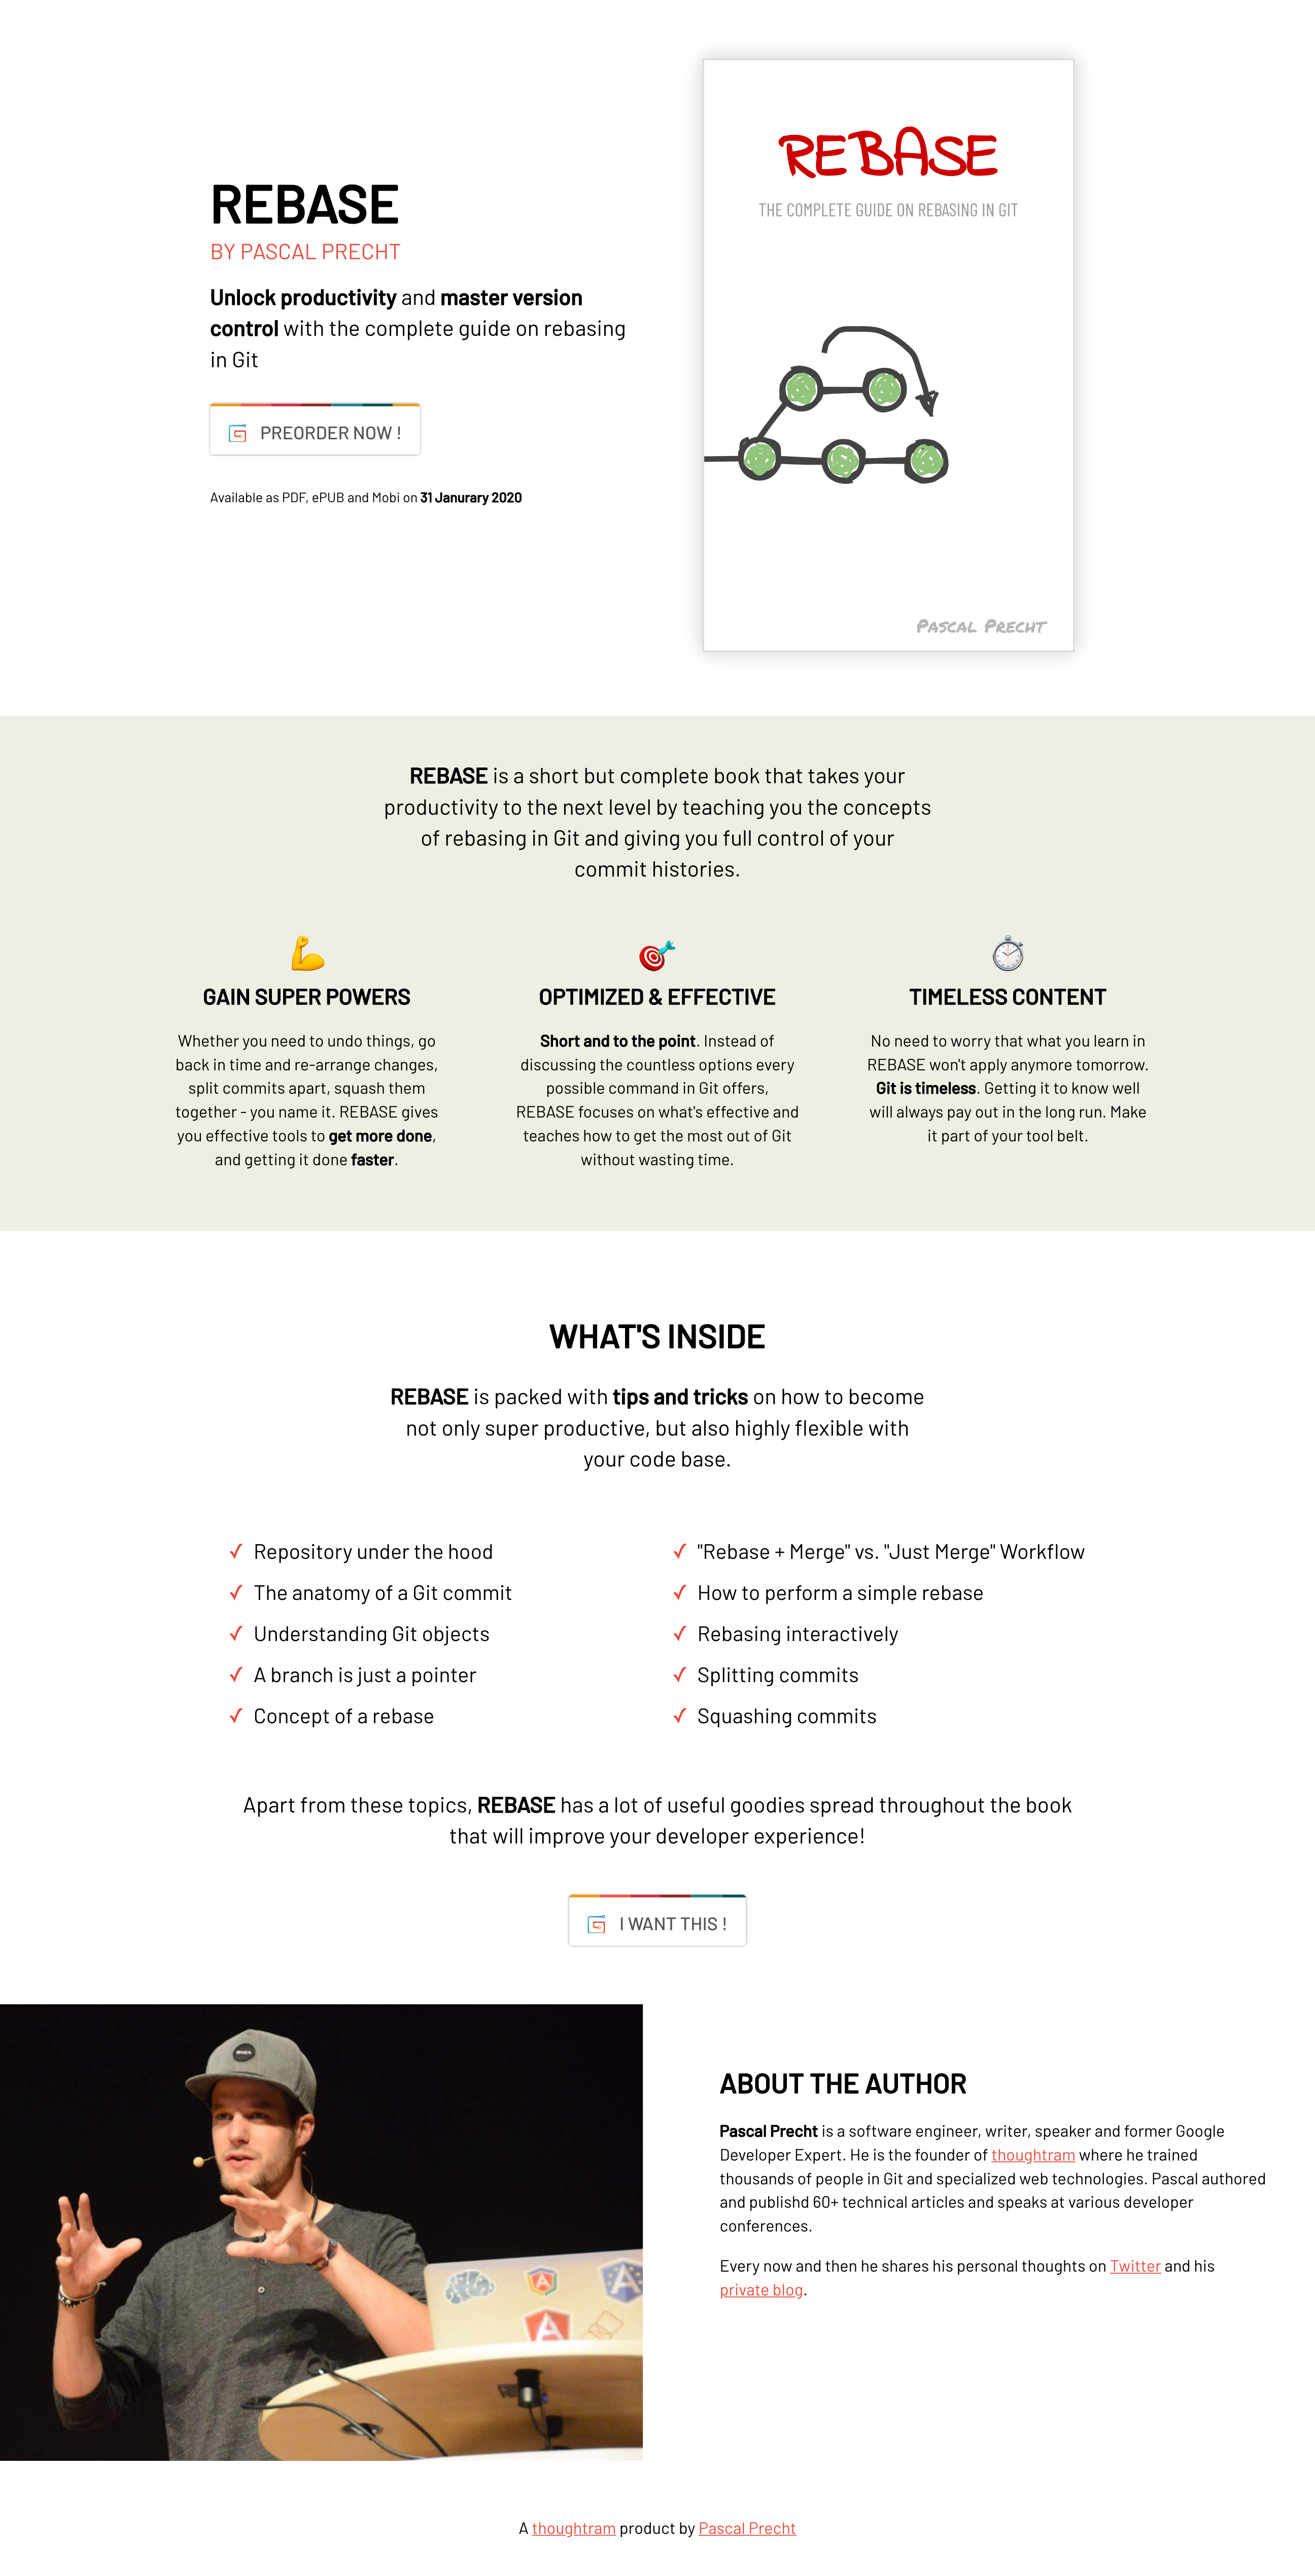 REBASE
BY PASCAL PRECHT
Unlock productivity and master version
control with the complete guide on rebasing
in Git
PREORDER NOW !
Available as PDF, ePUB and Mobi on 31 Janurary 2020
REBASE
THE COMPLETE GUIDE ON REBASING IN GIT
PASCAL PRECHT
REBASE is a short but complete book that takes your
productivity to the next level by teaching you the concepts
of rebasing in Git and giving you full control of your
commit histories.
GAIN SUPER POWERS
Whether you need to undo things, go
back in time and re-arrange changes,
split commits apart, squash them
together - you name it. REBASE gives
you effective tools to get more done,
and getting it done faster.
OPTIMIZED & EFFECTIVE
Short and to the point. Instead of
discussing the countless options every
possible command in Git offers,
REBASE focuses on what's effective and
teaches how to get the most out of Git
without wasting time.
TIMELESS CONTENT
No need to worry that what you learn in
REBASE won't apply anymore tomorrow.
Git is timeless. Getting it to know well
will always pay out in the long run. Make
it part of your tool belt.
WHAT'S INSIDE
REBASE is packed with tips and tricks on how to become
not only super productive, but also highly flexible with
your code base.
✓ Repository under the hood
✓ The anatomy of a Git commit
✓ Understanding Git objects
✓ A branch is just a pointer
✓ Concept of a rebase
✓ "Rebase + Merge" vs. "Just Merge" Workflow
✓ How to perform a simple rebase
✓ Rebasing interactively
✓ Splitting commits
✓ Squashing commits
Apart from these topics, REBASE has a lot of useful goodies spread throughout the book
that will improve your developer experience!
I WANT THIS !
ABOUT THE AUTHOR
Pascal Precht is a software engineer, writer, speaker and former Google
Developer Expert. He is the founder of thoughtram where he trained
thousands of people in Git and specialized web technologies. Pascal authored
and publishd 60+ technical articles and speaks at various developer
conferences.
Every now and then he shares his personal thoughts on Twitter and his
private blog.
A thoughtram product by Pascal Precht